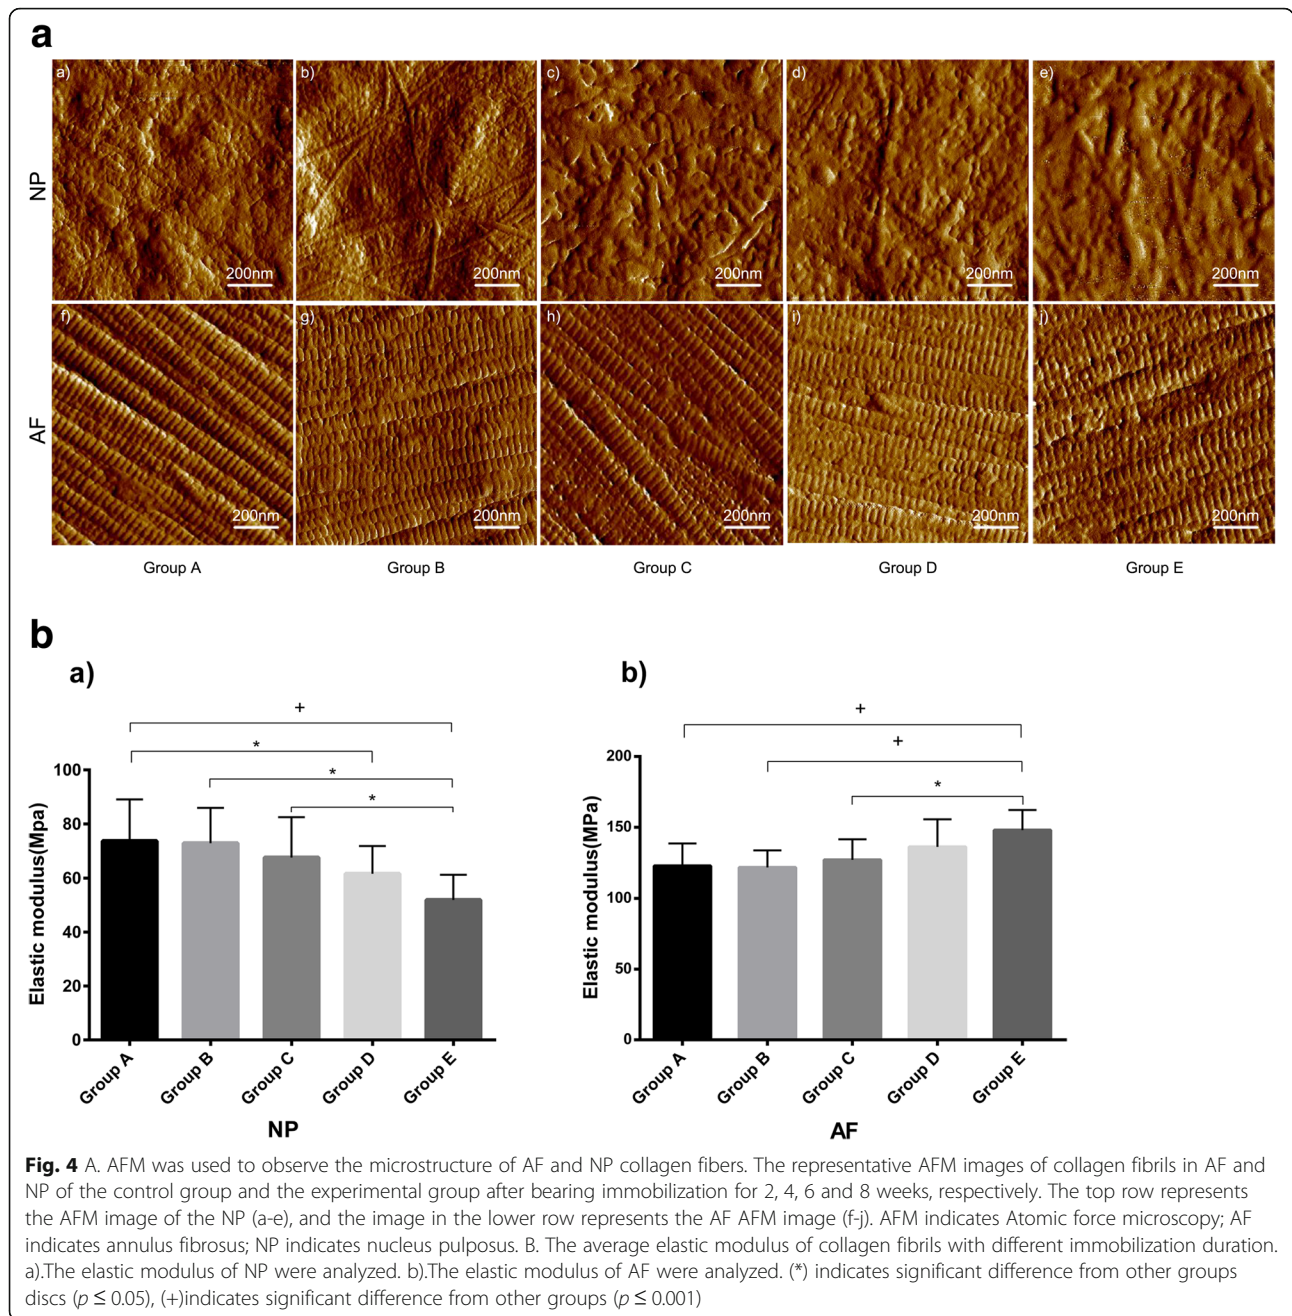 a
a)
b)
c)
d)
e)
NP
200nm
200nm
200nm
200nm
200nm
f)
g)
h)
i)
j)
AF
200nm
200nm
200nm
200nm
200nm
Group A
Group B
Group C
Group D
Group E
b
a)
+
*
*
*
Elastic modulus(Mpa)
100
80
60
40
20
0
Group A
Group B
Group C
Group D
Group E
NP
b)
+
+
*
Elastic modulus(MPa)
200
150
100
50
0
Group A
Group B
Group C
Group D
Group E
AF
Fig. 4 A. AFM was used to observe the microstructure of AF and NP collagen fibers. The representative AFM images of collagen fibrils in AF and
NP of the control group and the experimental group after bearing immobilization for 2, 4, 6 and 8 weeks, respectively. The top row represents
the AFM image of the NP (a-e), and the image in the lower row represents the AF AFM image (f-j). AFM indicates Atomic force microscopy; AF
indicates annulus fibrosus; NP indicates nucleus pulposus. B. The average elastic modulus of collagen fibrils with different immobilization duration.
a).The elastic modulus of NP were analyzed. b).The elastic modulus of AF were analyzed. (*) indicates significant difference from other groups
discs (p ≤ 0.05), (+)indicates significant difference from other groups (p ≤ 0.001)